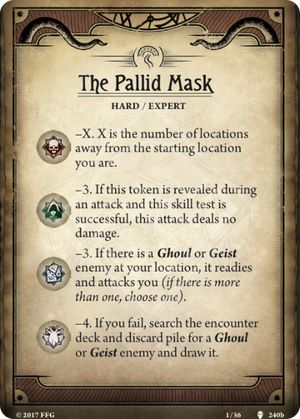 The Pallid Mask
HARD / EXPERT
–X. X is the number of locations
away from the starting location
you are.
–3. If this token is revealed during
an attack and this skill test is
successful, this attack deals no
damage.
–3. If there is a Ghoul or Geist
enemy at your location, it readies
and attacks you (if there is more
than one, choose one).
–4. If you fail, search the encounter
deck and discard pile for a Ghoul
or Geist enemy and draw it.
© 2017 FFG 1/36 240b